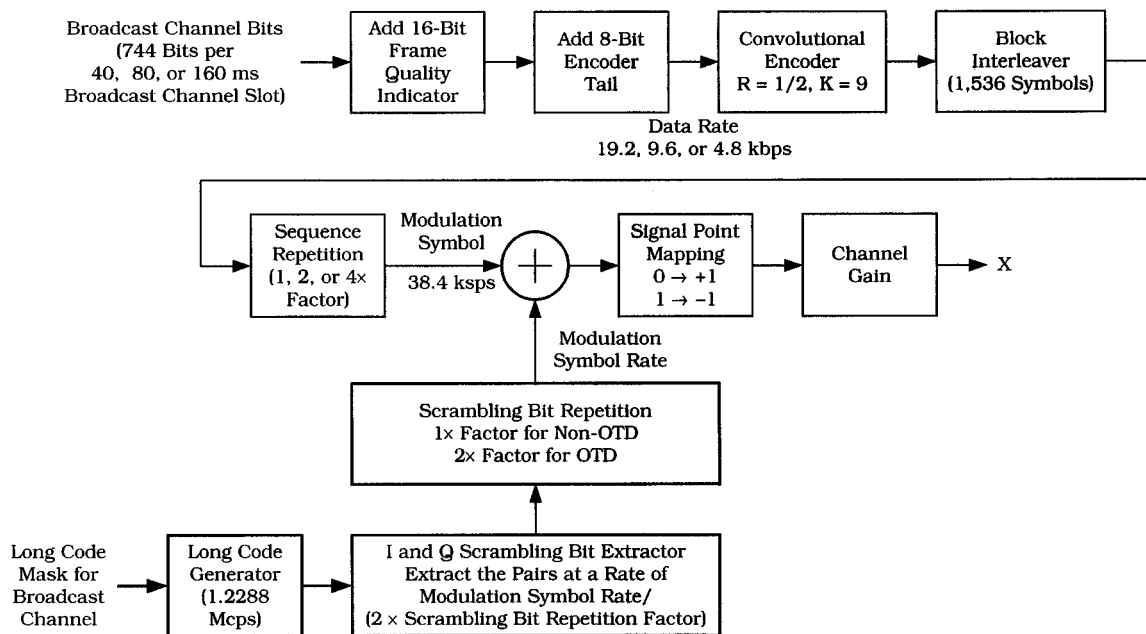 Broadcast Channel Bits
(744 Bits per
40, 80, or 160 ms
Broadcast Channel Slot)
Add 16-Bit
Frame
Quality
Indicator
Add 8-Bit
Encoder
Tail
Convolutional
Encoder
R = 1/2, K = 9
Block
Interleaver
(1,536 Symbols)
Data Rate
19.2, 9.6, or 4.8 kbps
Sequence
Repetition
(1, 2, or 4×
Factor)
Modulation
Symbol
38.4 ksps
+
Signal Point
Mapping
0 → +1
1 → –1
Channel
Gain
X
Modulation
Symbol Rate
Scrambling Bit Repetition
1× Factor for Non-OTD
2× Factor for OTD
Long Code
Mask for
Broadcast
Channel
Long Code
Generator
(1.2288
Mcps)
I and Q Scrambling Bit Extractor
Extract the Pairs at a Rate of
Modulation Symbol Rate/
(2 × Scrambling Bit Repetition Factor)